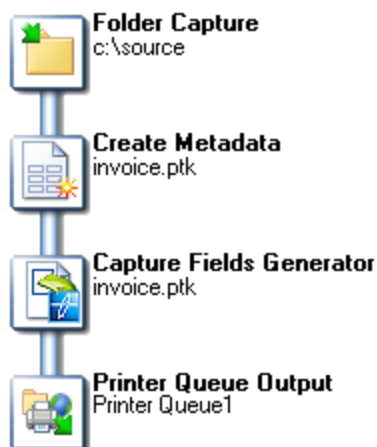 Folder Capture
c:\source
Create Metadata
invoice.ptk
Capture Fields Generator
invoice.ptk
Printer Queue Output
Printer Queue1